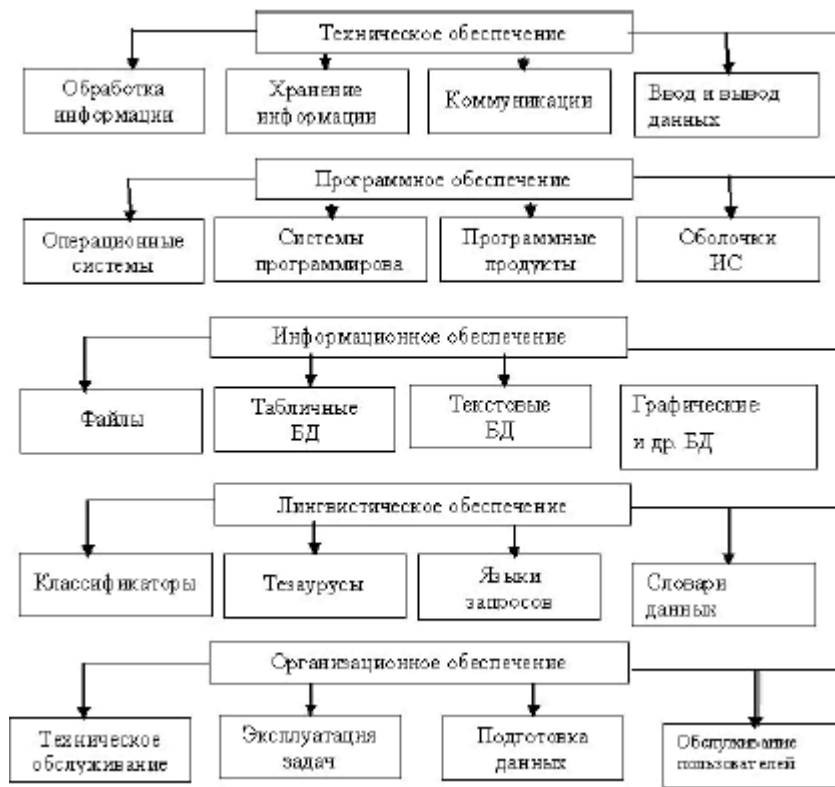 Техническое обеспечение
Обработка
информации
Хранение
информации
Коммуникации
Ввод и вывод
данных
Программное обеспечение
Операционные
системы
Системы
программирова
Программные
продукты
Оболочки
ИС
Информационное обеспечение
Файлы
Табличные
БД
Текстовые
БД
Графические
и др. БД
Лингвистическое обеспечение
Классификаторы
Тезаурусы
Языки
запросов
Словари
данных
Организационное обеспечение
Техническое
обслуживание
Эксплуатация
задач
Подготовка
данных
Обслуживание
пользователей